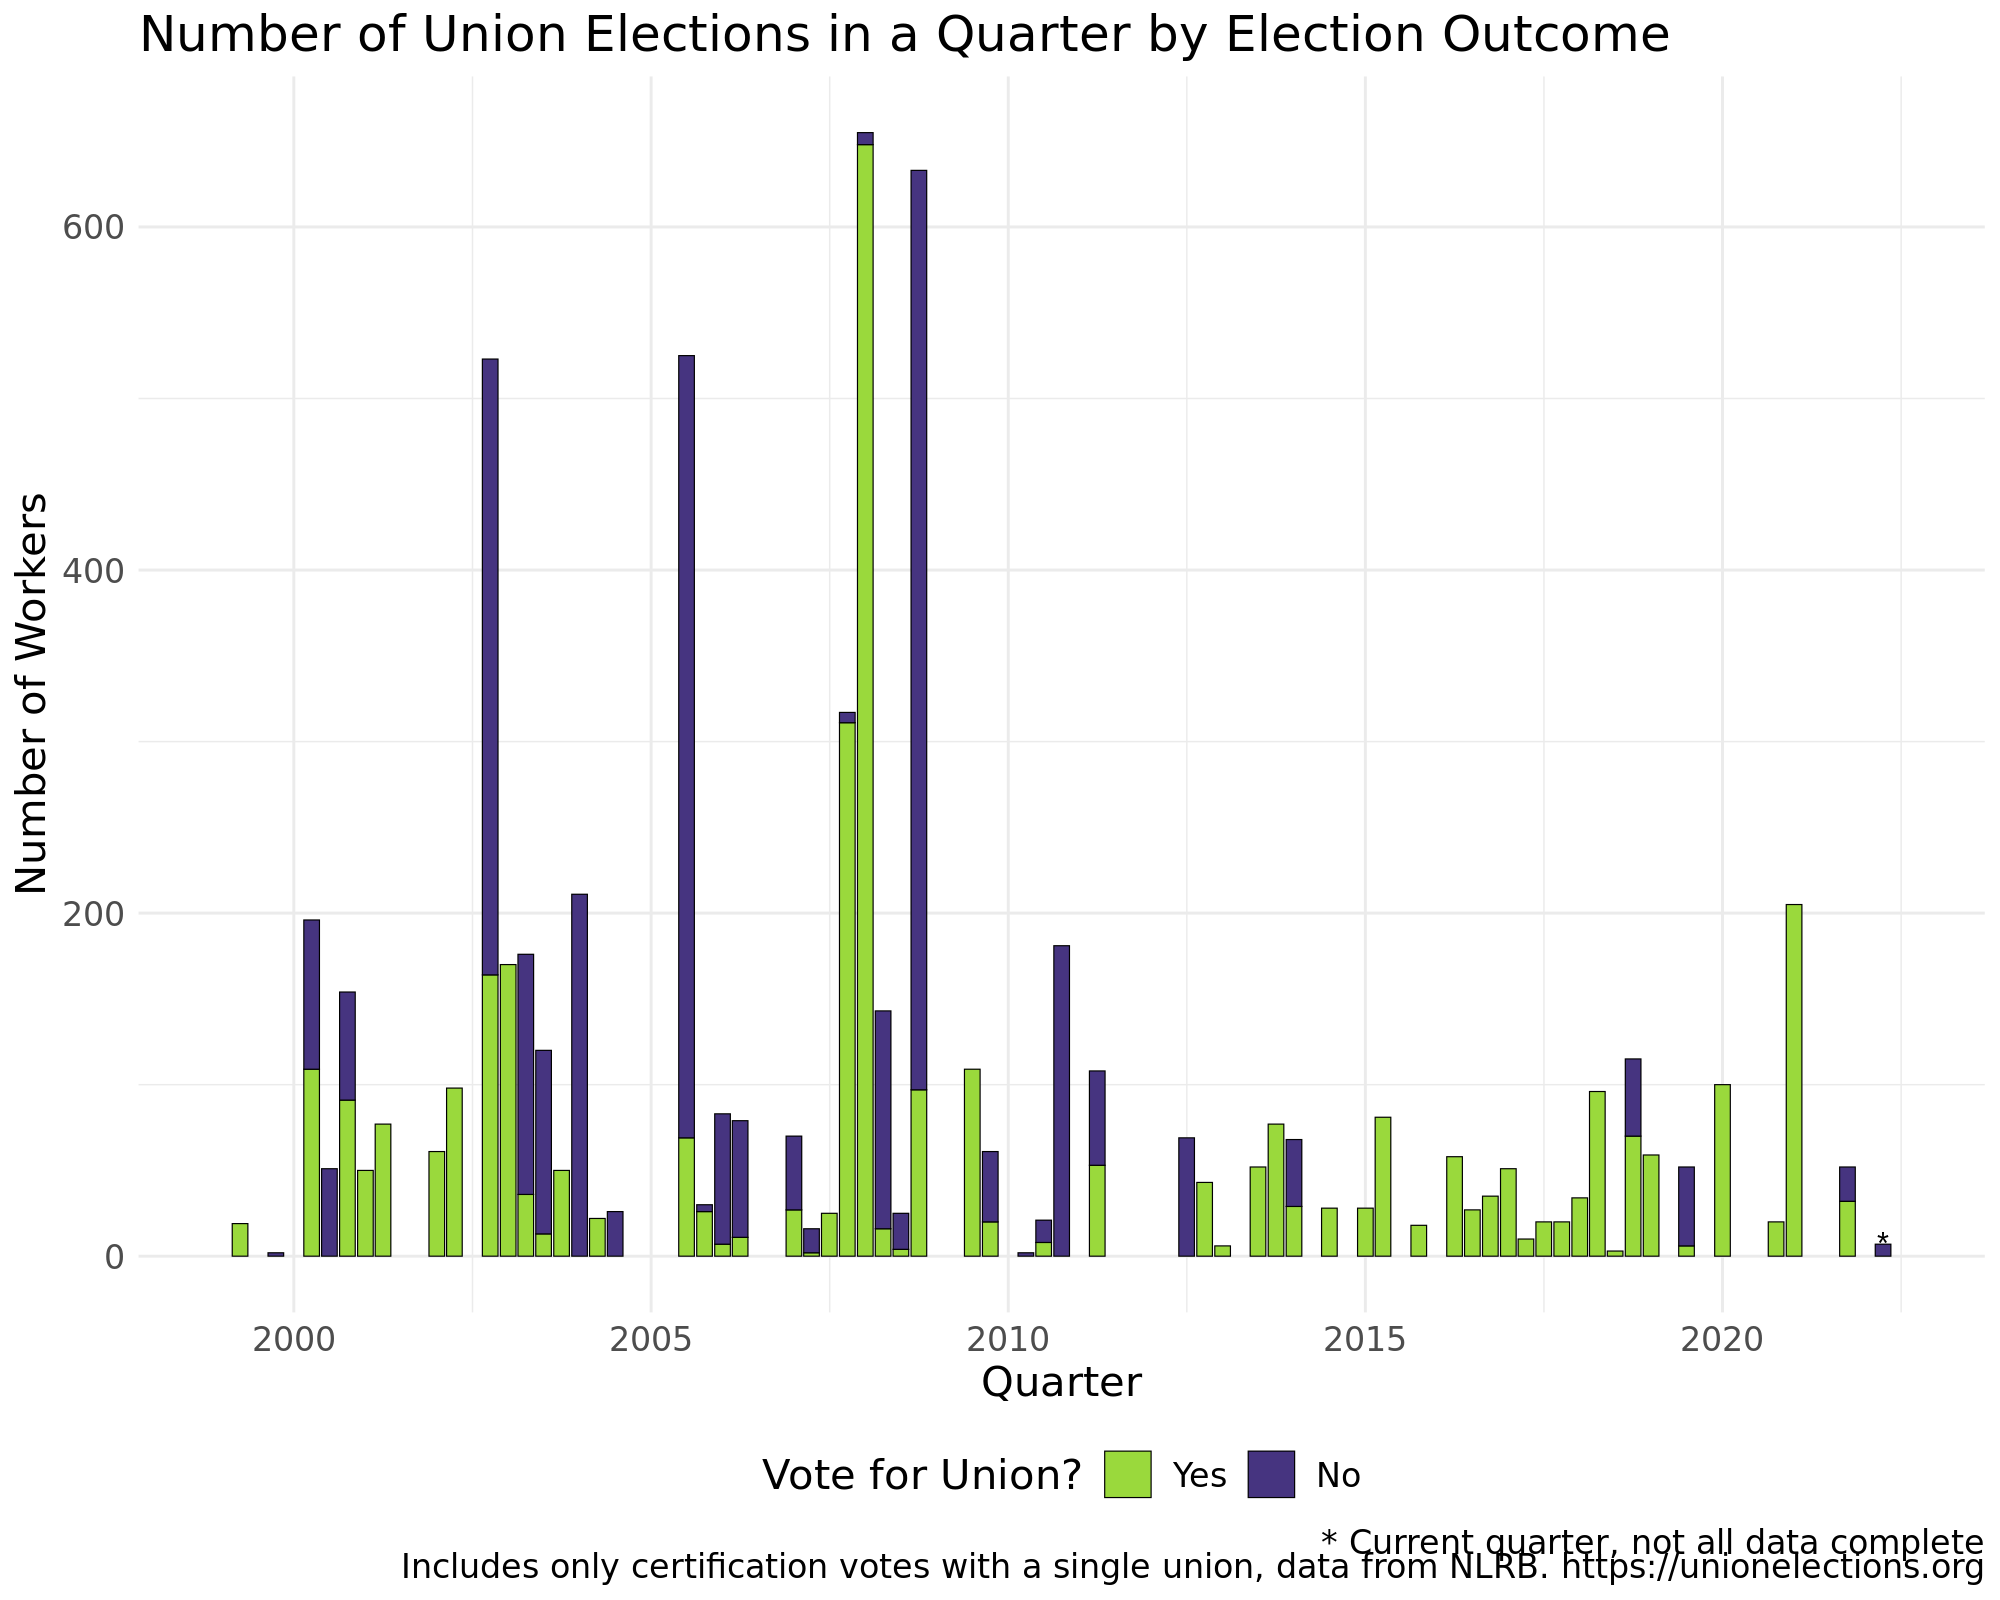 Number of Union Elections in a Quarter by Election Outcome
Number of Workers
600
400
200
0
*
2000 2005 2010 2015 2020
Quarter
Vote for Union? Yes No
* Current quarter, not all data complete
Includes only certification votes with a single union, data from NLRB. https://unionelections.org